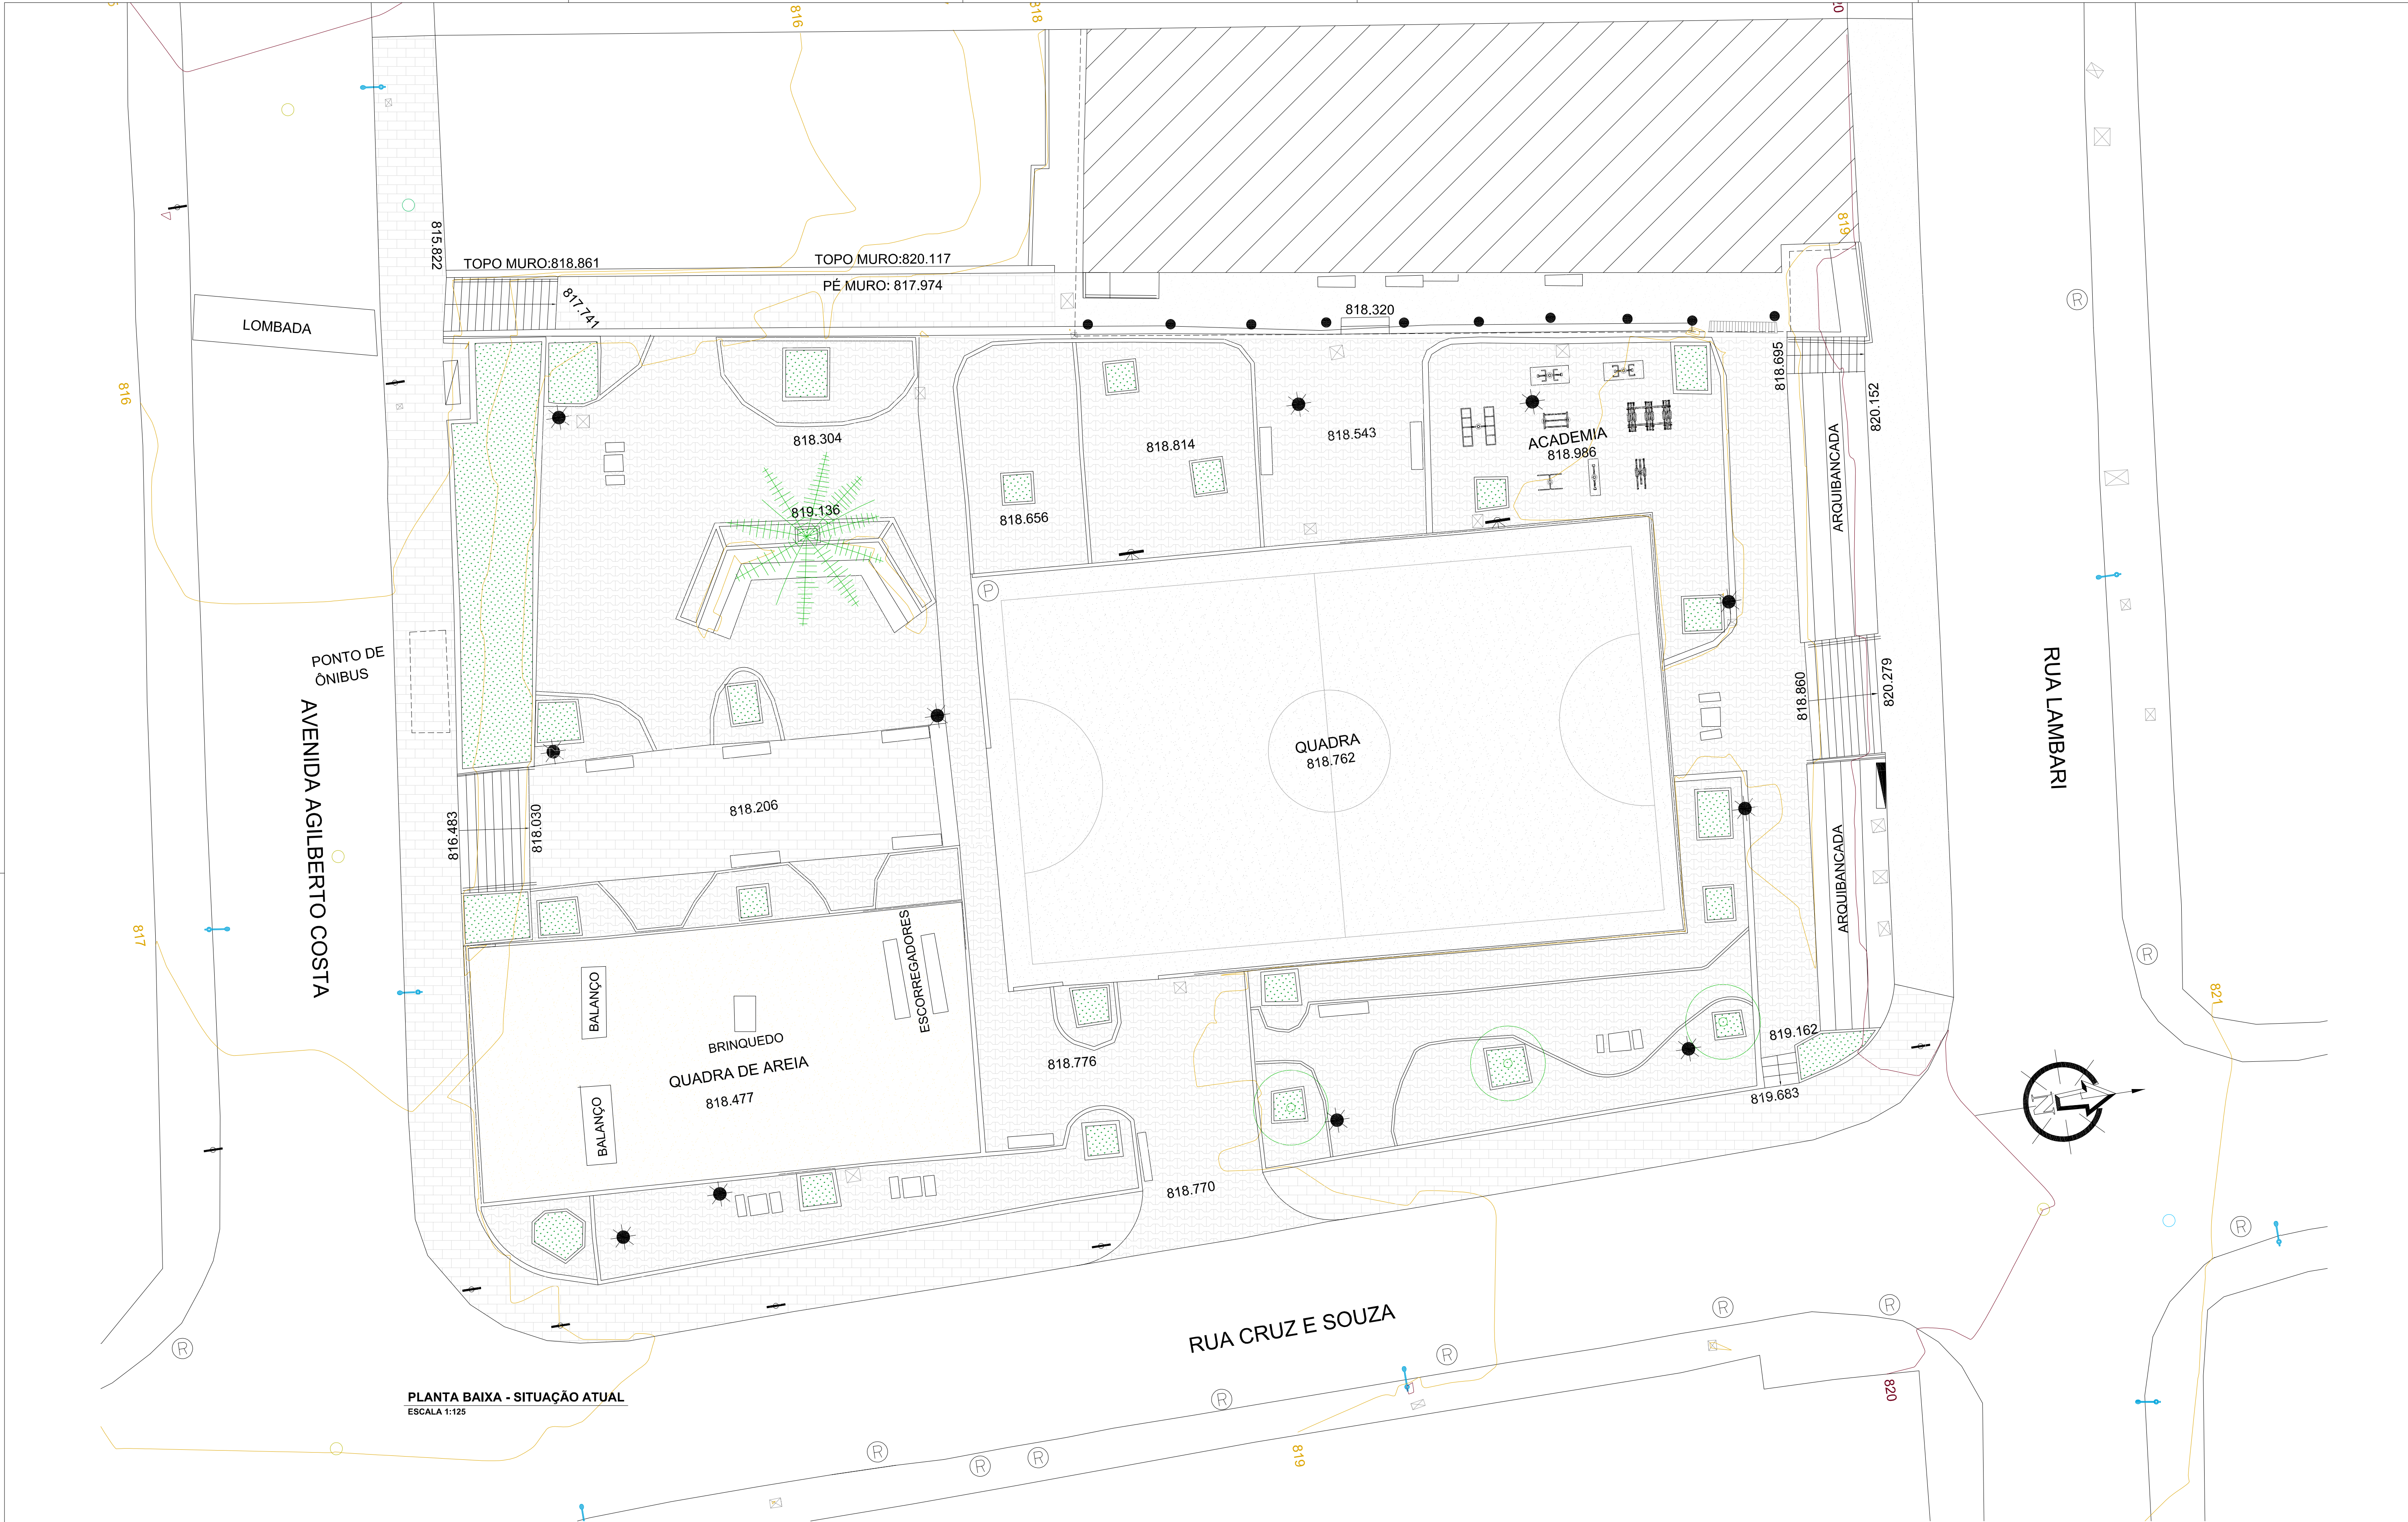 816
818
20
819
815.822
TOPO MURO:818.861
TOPO MURO:820.117
PÉ MURO: 817.974
817.741
818.320
LOMBADA
816
818.695
820.152
818.304
818.814
818.543
ACADEMIA
818.986
ARQUIBANCADA
819.136
818.656
P
R
PONTO DE
ÔNIBUS
AVENIDA AGILBERTO COSTA
RUA LAMBARI
818.860
820.279
QUADRA
818.762
818.206
816.483
818.030
ARQUIBANCADA
817
R
821
BALANÇO
ESCORREGADORES
BRINQUEDO
QUADRA DE AREIA
818.477
BALANÇO
818.776
819.162
819.683
N
818.770
RUA CRUZ E SOUZA
R
R
R
R
R
R
R
R
R
820
819
PLANTA BAIXA - SITUAÇÃO ATUAL
ESCALA 1:125